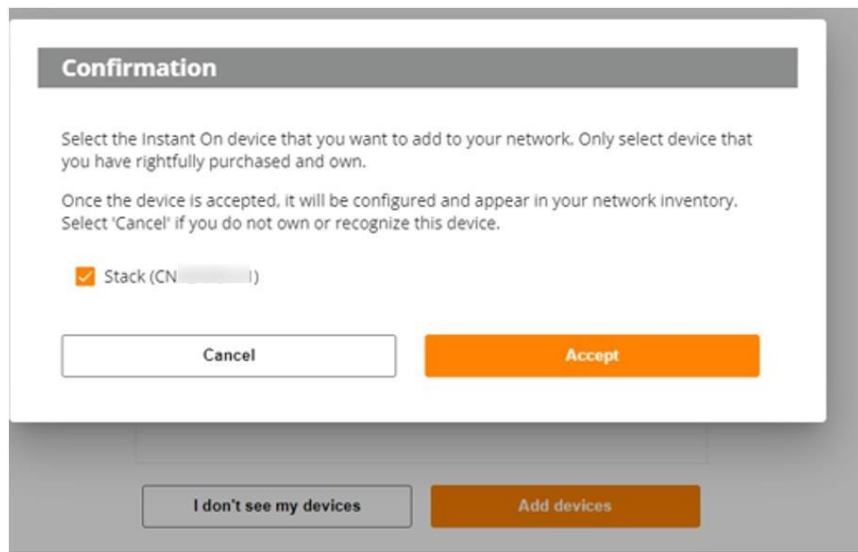 Confirmation
Select the Instant On device that you want to add to your network. Only select device that
you have rightfully purchased and own.
Once the device is accepted, it will be configured and appear in your network inventory.
Select 'Cancel' if you do not own or recognize this device.
Stack (CN )
Cancel
Accept
I don't see my devices
Add devices